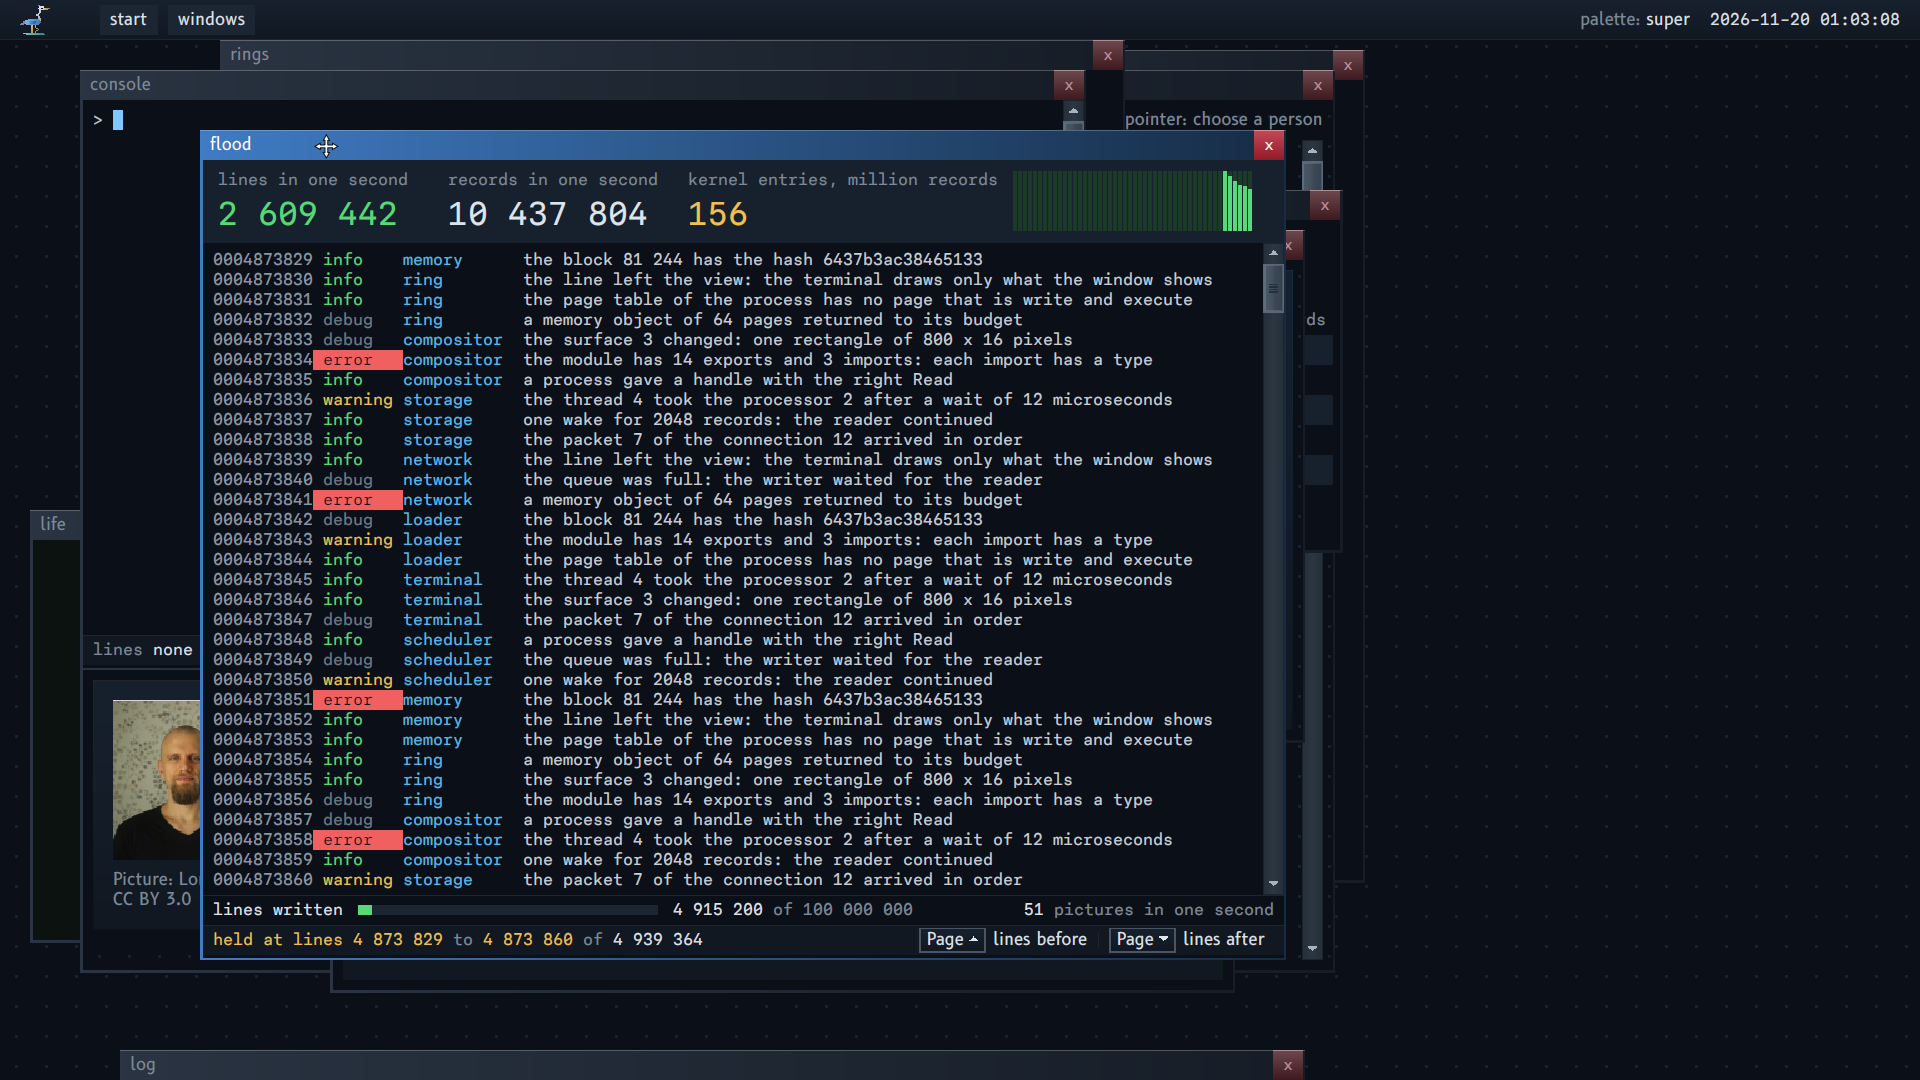 start windows palette: super 2026-11-20 01:03:08
rings x
x
console x
x
> pointer: choose a person
flood x
lines in one second records in one second kernel entries, million records
2 609 442 10 437 804 156
x
x
0004873829 info memory the block 81 244 has the hash 6437b3ac38465133
0004873830 info ring the line left the view: the terminal draws only what the window shows
0004873831 info ring the page table of the process has no page that is write and execute
0004873832 debug ring a memory object of 64 pages returned to its budget
ds
0004873833 debug compositor the surface 3 changed: one rectangle of 800 x 16 pixels
0004873834 error compositor the module has 14 exports and 3 imports: each import has a type
0004873835 info compositor a process gave a handle with the right Read
0004873836 warning storage the thread 4 took the processor 2 after a wait of 12 microseconds
0004873837 info storage one wake for 2048 records: the reader continued
0004873838 info storage the packet 7 of the connection 12 arrived in order
0004873839 info network the line left the view: the terminal draws only what the window shows
0004873840 debug network the queue was full: the writer waited for the reader
0004873841 error network a memory object of 64 pages returned to its budget
0004873842 debug loader the block 81 244 has the hash 6437b3ac38465133
life
0004873843 warning loader the module has 14 exports and 3 imports: each import has a type
0004873844 info loader the page table of the process has no page that is write and execute
0004873845 info terminal the thread 4 took the processor 2 after a wait of 12 microseconds
0004873846 info terminal the surface 3 changed: one rectangle of 800 x 16 pixels
0004873847 debug terminal the packet 7 of the connection 12 arrived in order
0004873848 info scheduler a process gave a handle with the right Read
lines none
0004873849 debug scheduler the queue was full: the writer waited for the reader
0004873850 warning scheduler one wake for 2048 records: the reader continued
0004873851 error memory the block 81 244 has the hash 6437b3ac38465133
0004873852 info memory the line left the view: the terminal draws only what the window shows
0004873853 info memory the page table of the process has no page that is write and execute
0004873854 info ring a memory object of 64 pages returned to its budget
0004873855 info ring the surface 3 changed: one rectangle of 800 x 16 pixels
0004873856 debug ring the module has 14 exports and 3 imports: each import has a type
0004873857 debug compositor a process gave a handle with the right Read
0004873858 error compositor the thread 4 took the processor 2 after a wait of 12 microseconds
0004873859 info compositor one wake for 2048 records: the reader continued
0004873860 warning storage the packet 7 of the connection 12 arrived in order
Picture: Lo
CC BY 3.0
lines written 4 915 200 of 100 000 000 51 pictures in one second
held at lines 4 873 829 to 4 873 860 of 4 939 364 Page lines before Page lines after
log x